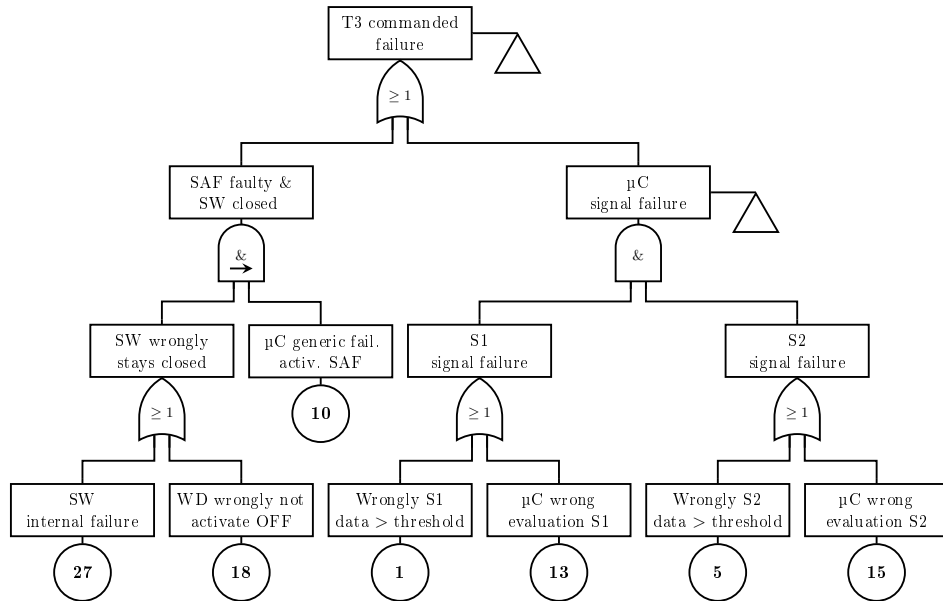 T3 commanded
failure
≥ 1
SAF faulty &
SW closed
µC
signal failure
&
&
SW wrongly
stays closed
µC generic fail.
activ. SAF
S1
signal failure
S2
signal failure
≥ 1
10
≥ 1
≥ 1
SW
internal failure
WD wrongly not
activate OFF
Wrongly S1
data > threshold
µC wrong
evaluation S1
Wrongly S2
data > threshold
µC wrong
evaluation S2
27
18
1
13
5
15